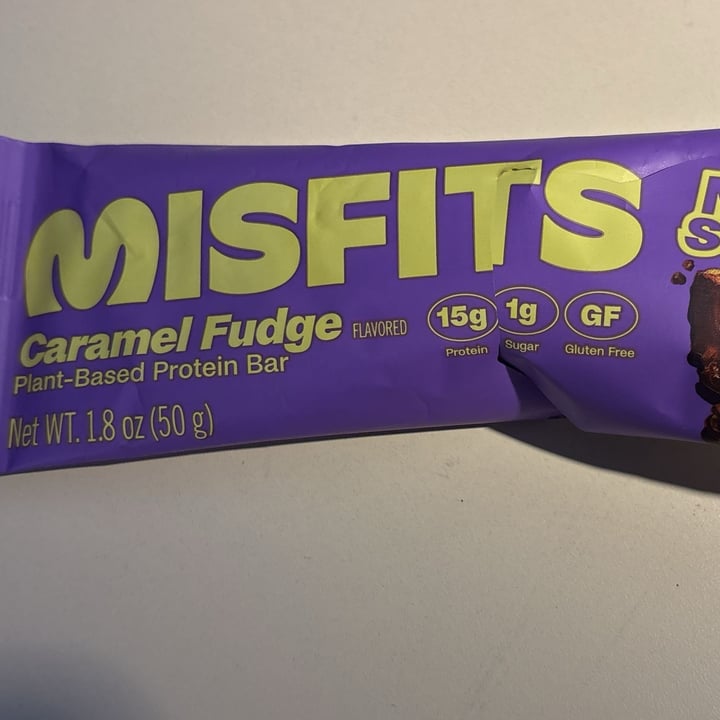 MISFITS
Caramel Fudge FLAVORED
Plant-Based Protein Bar
15g Protein
1g Sugar
GF Gluten Free
Net WT. 1.8 oz (50 g)